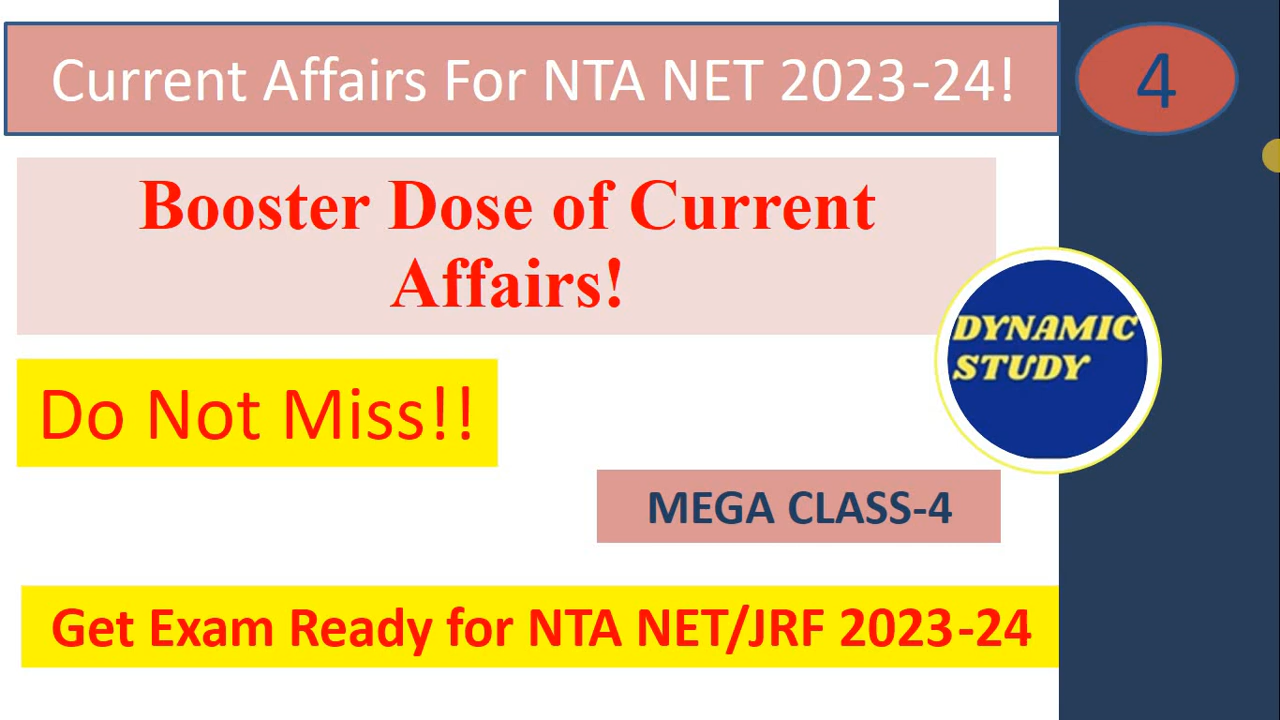 Current Affairs For NTA NET 2023-24!
4
Booster Dose of Current
Affairs!
DYNAMIC
STUDY
Do Not Miss!!
MEGA CLASS-4
Get Exam Ready for NTA NET/JRF 2023-24